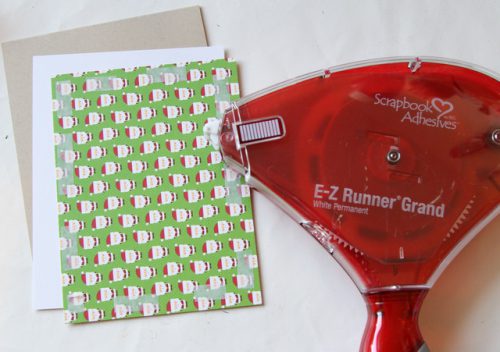 Scrapbook
Adhesives
E-Z Runner® Grand
White Permanent